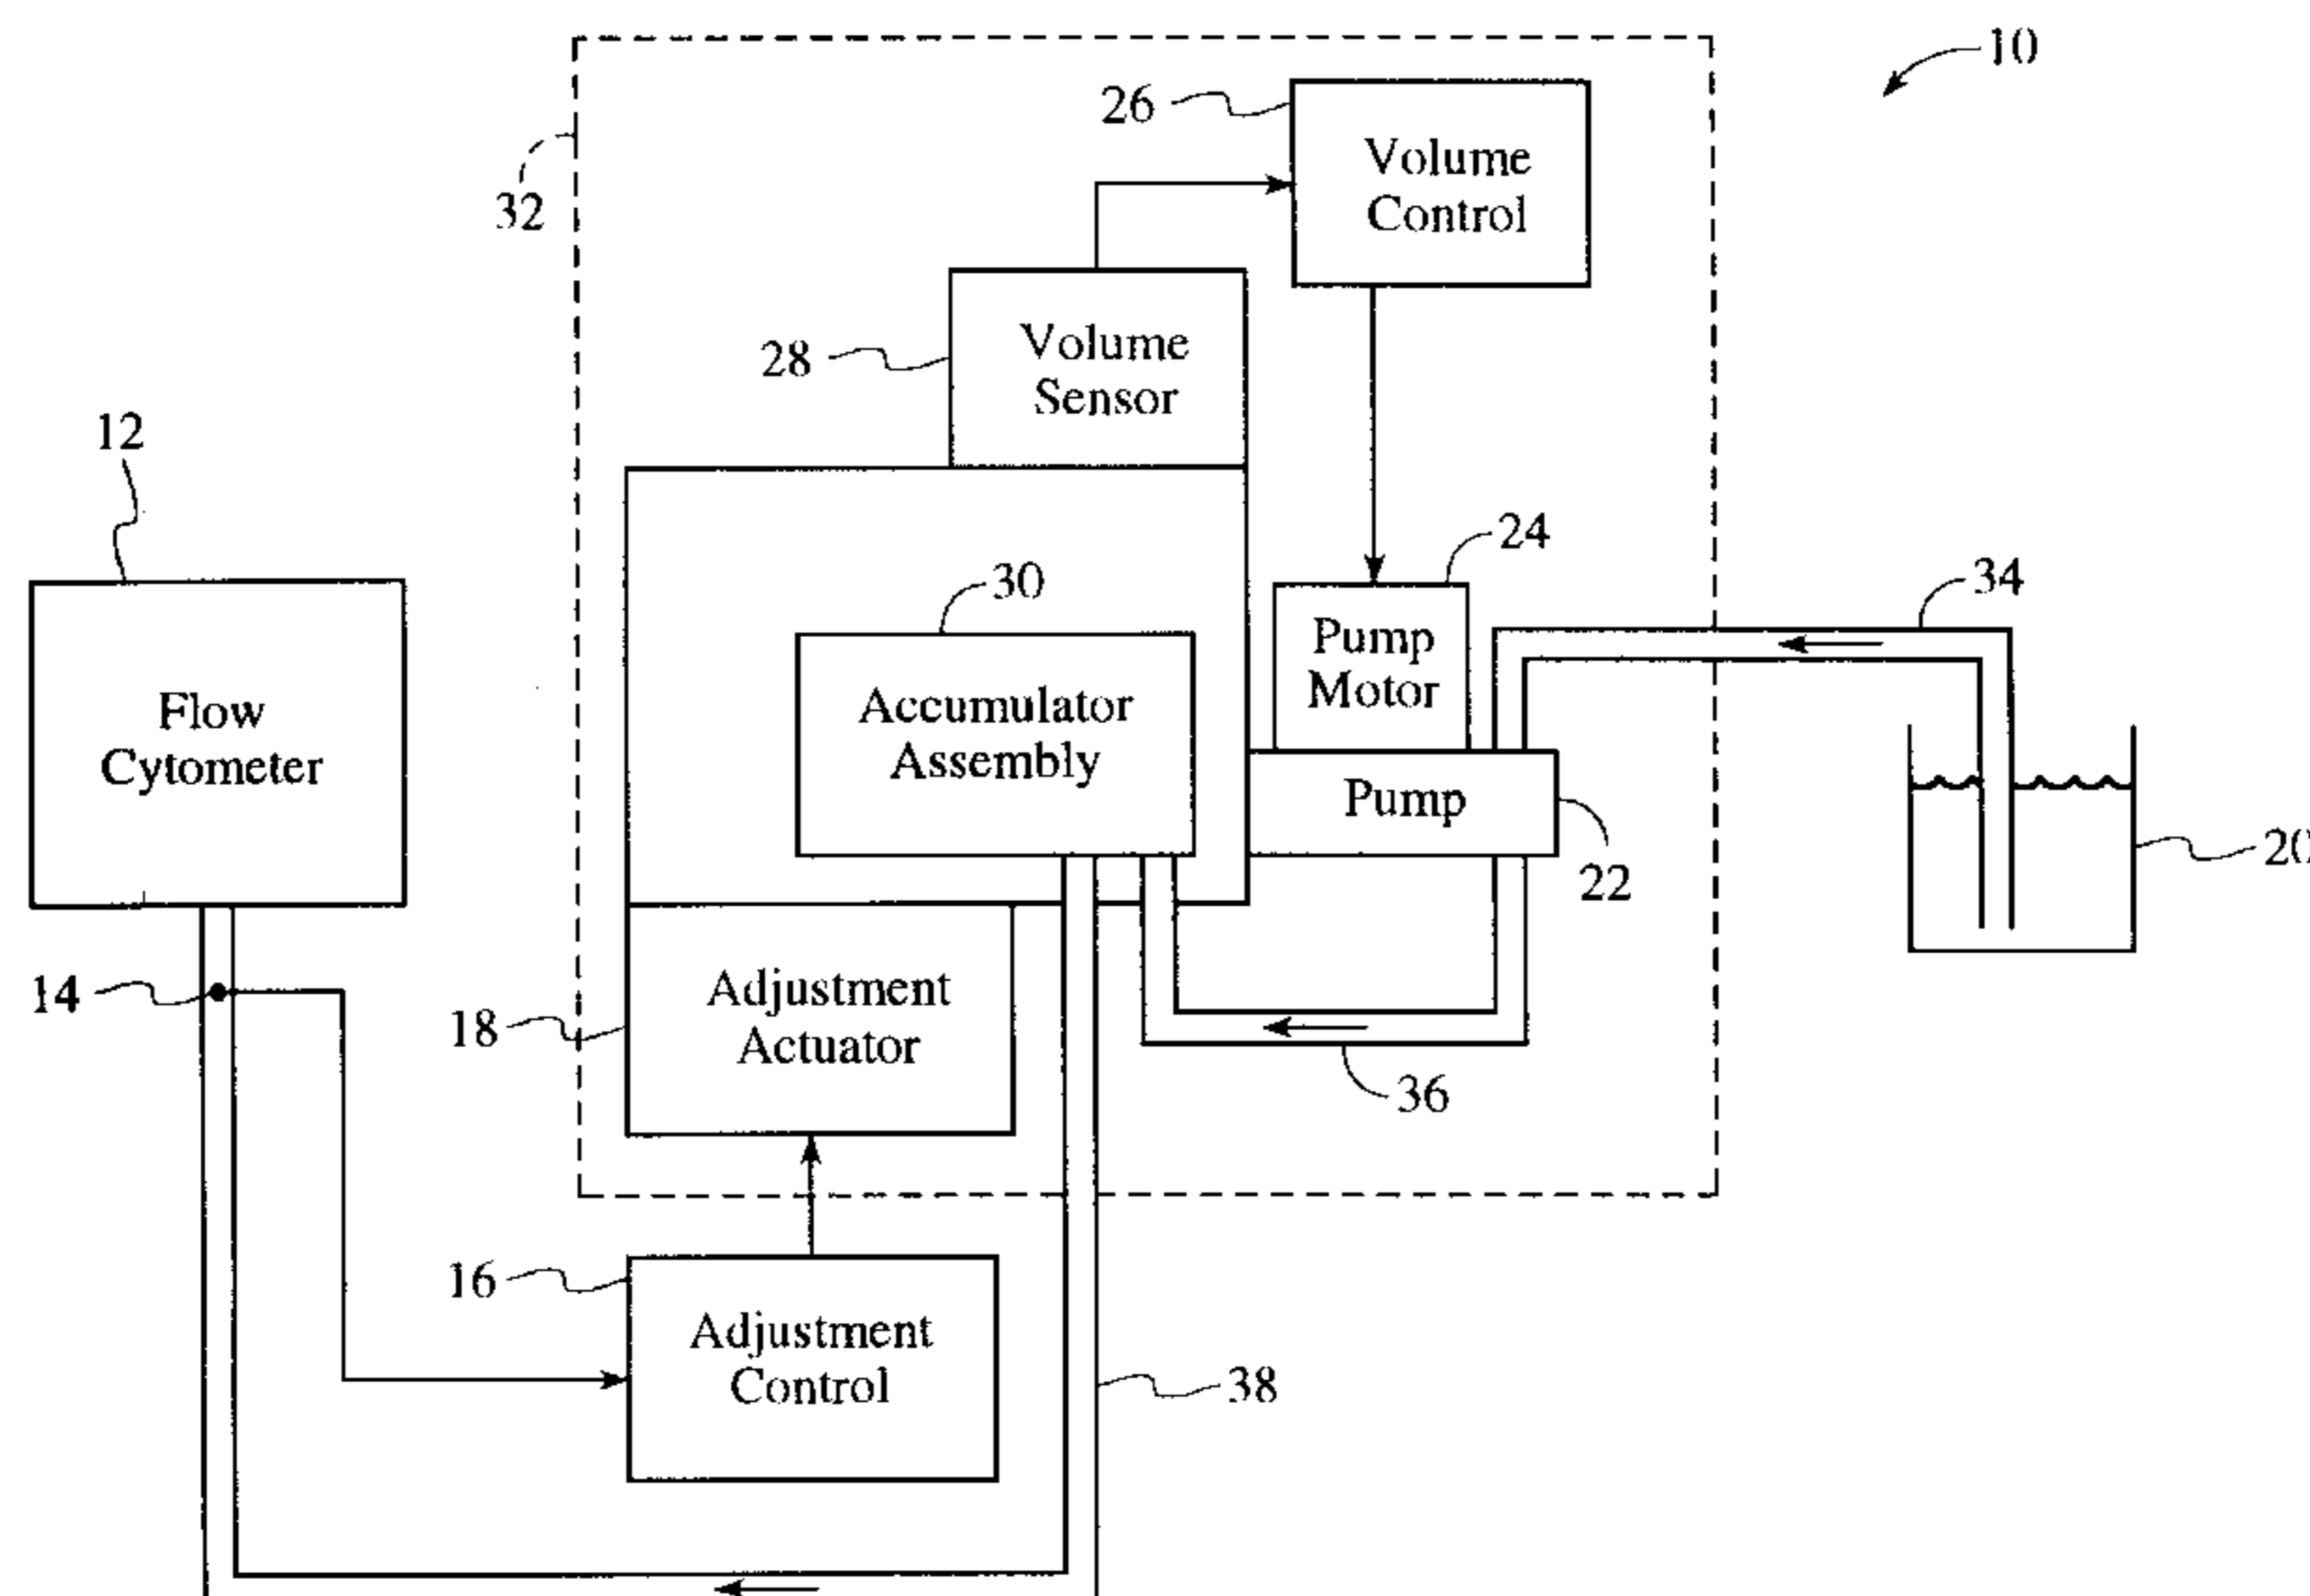 10
26
Volume
Control
32
28
Volume
Sensor
12
24
30
34
Pump
Motor
Flow
Cytometer
Accumulator
Assembly
Pump
20
22
14
18
Adjustment
Actuator
36
16
Adjustment
Control
38